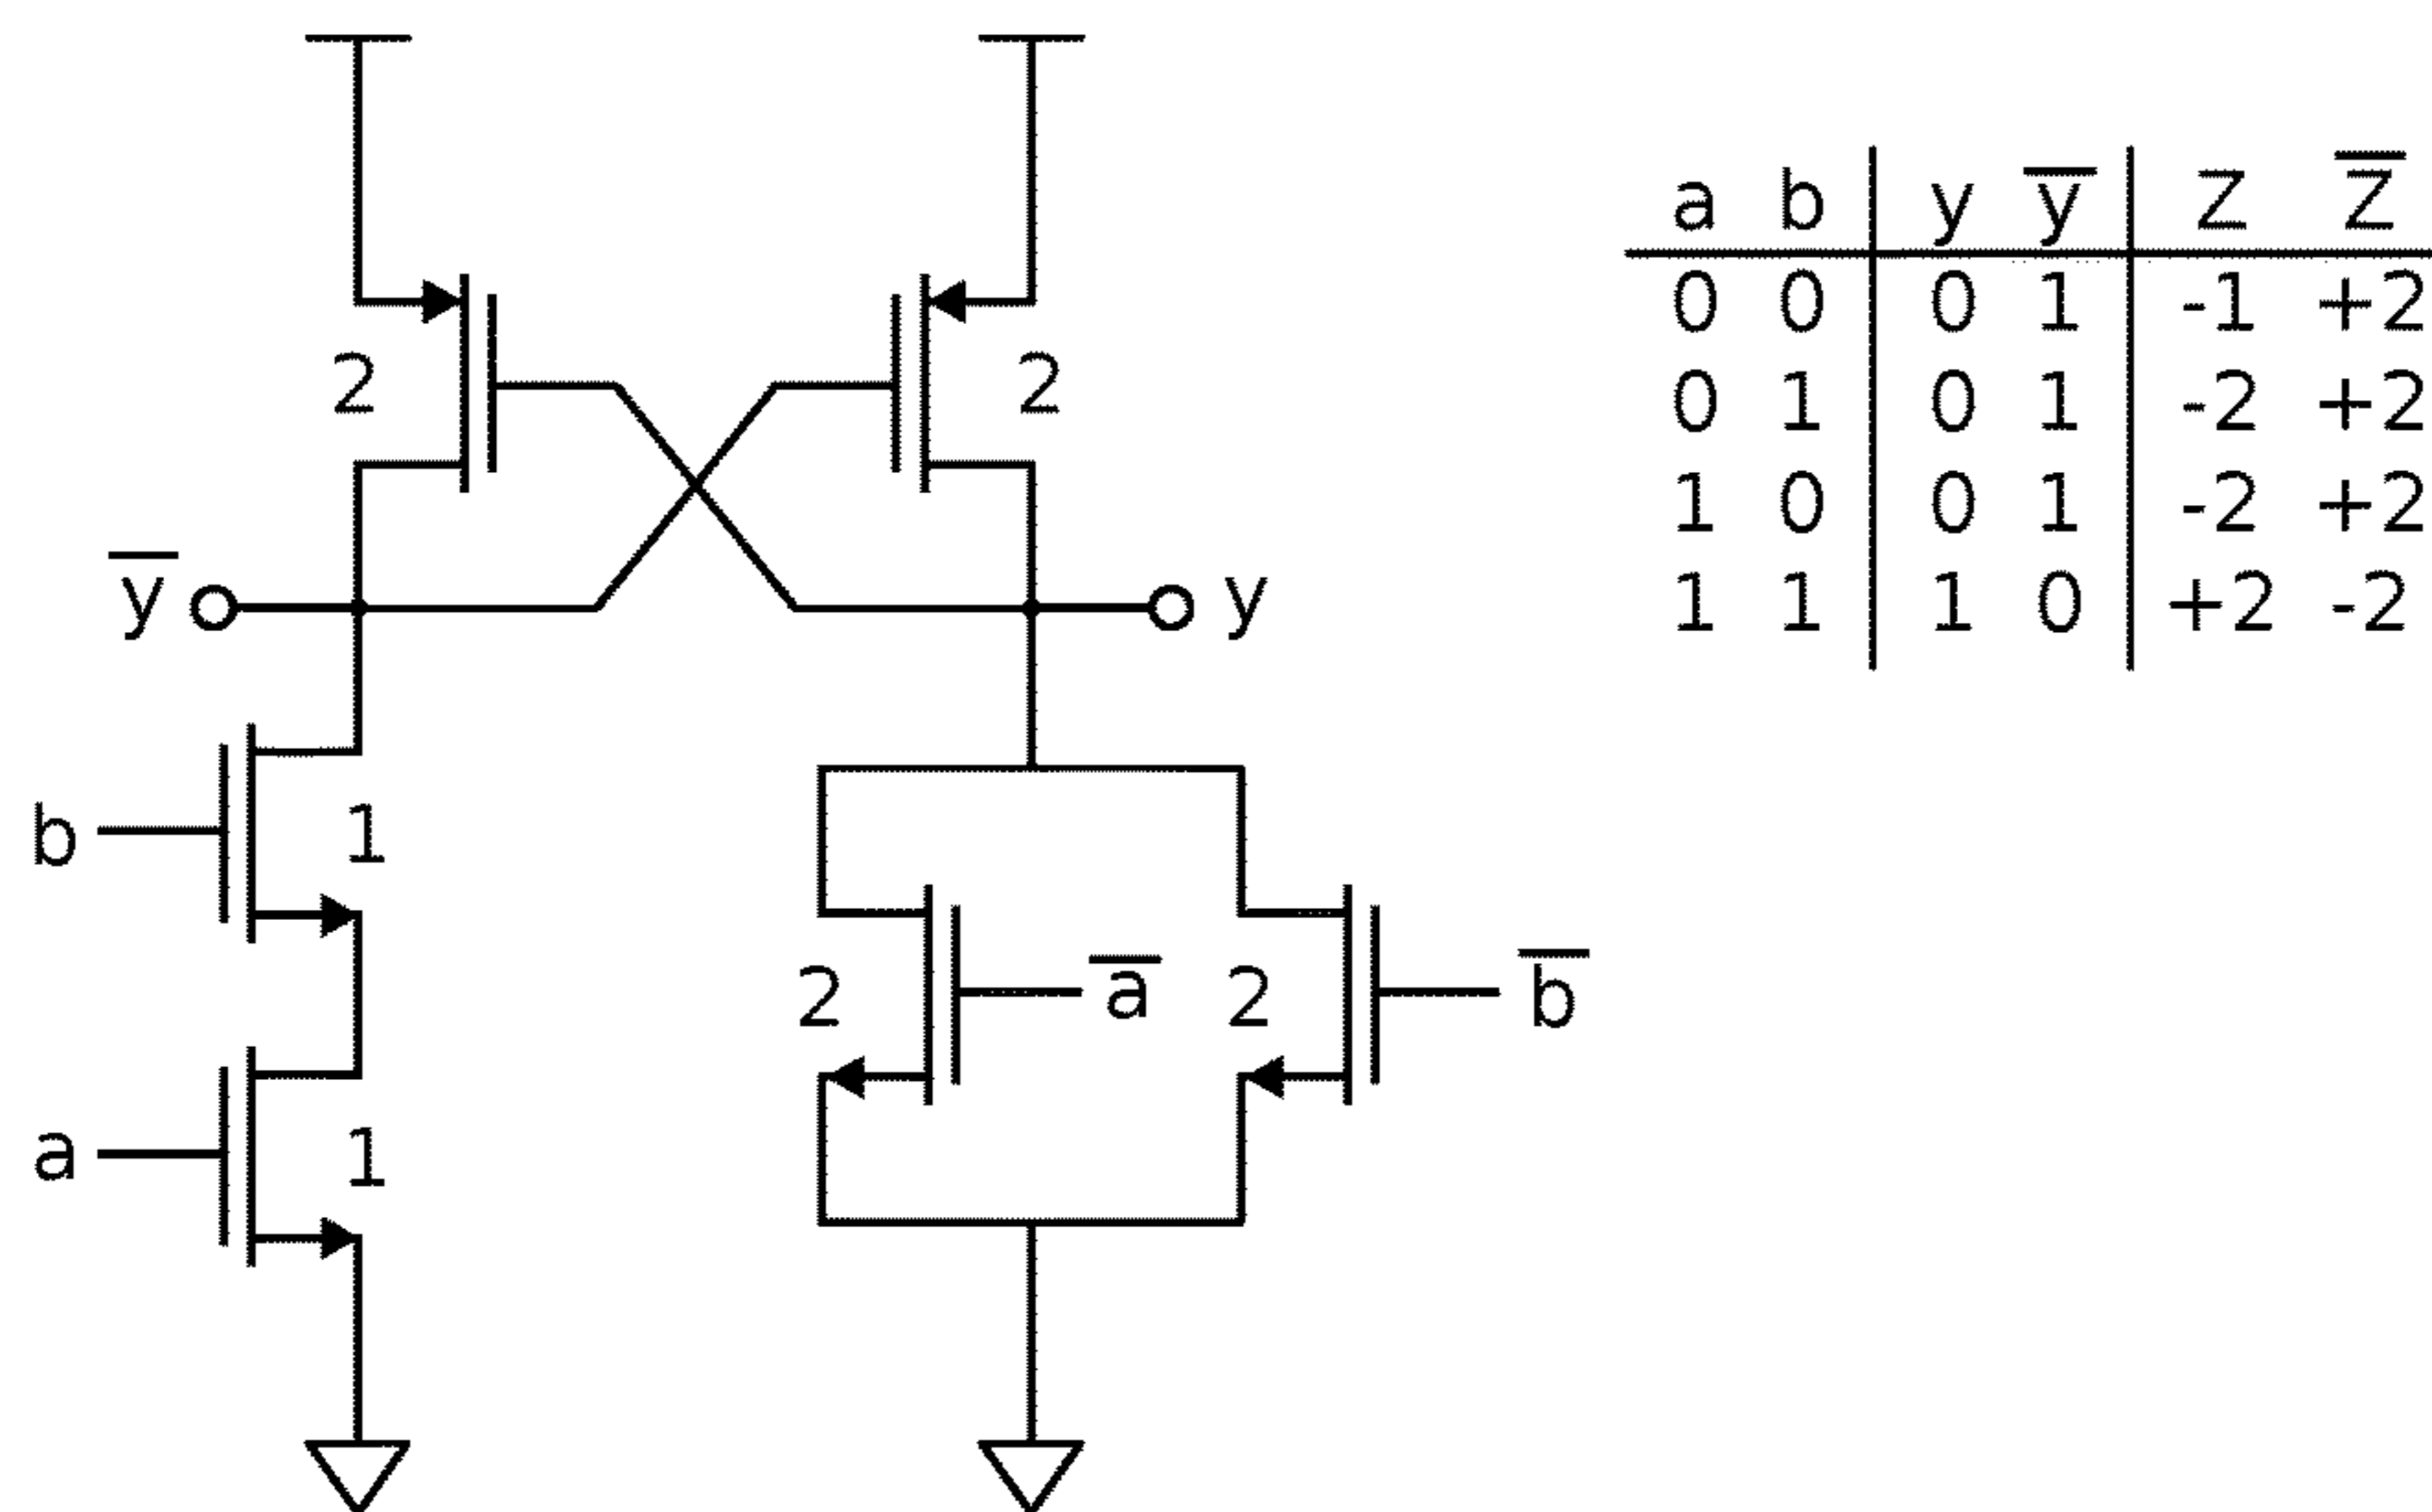 a b y y̅ Z Z̅
0 0 0 1 -1 +2
2 2
0 1 0 1 -2 +2
1 0 0 1 -2 +2
y̅ y
1 1 1 0 +2 -2
b 1
2 a̅ 2 b̅
a 1